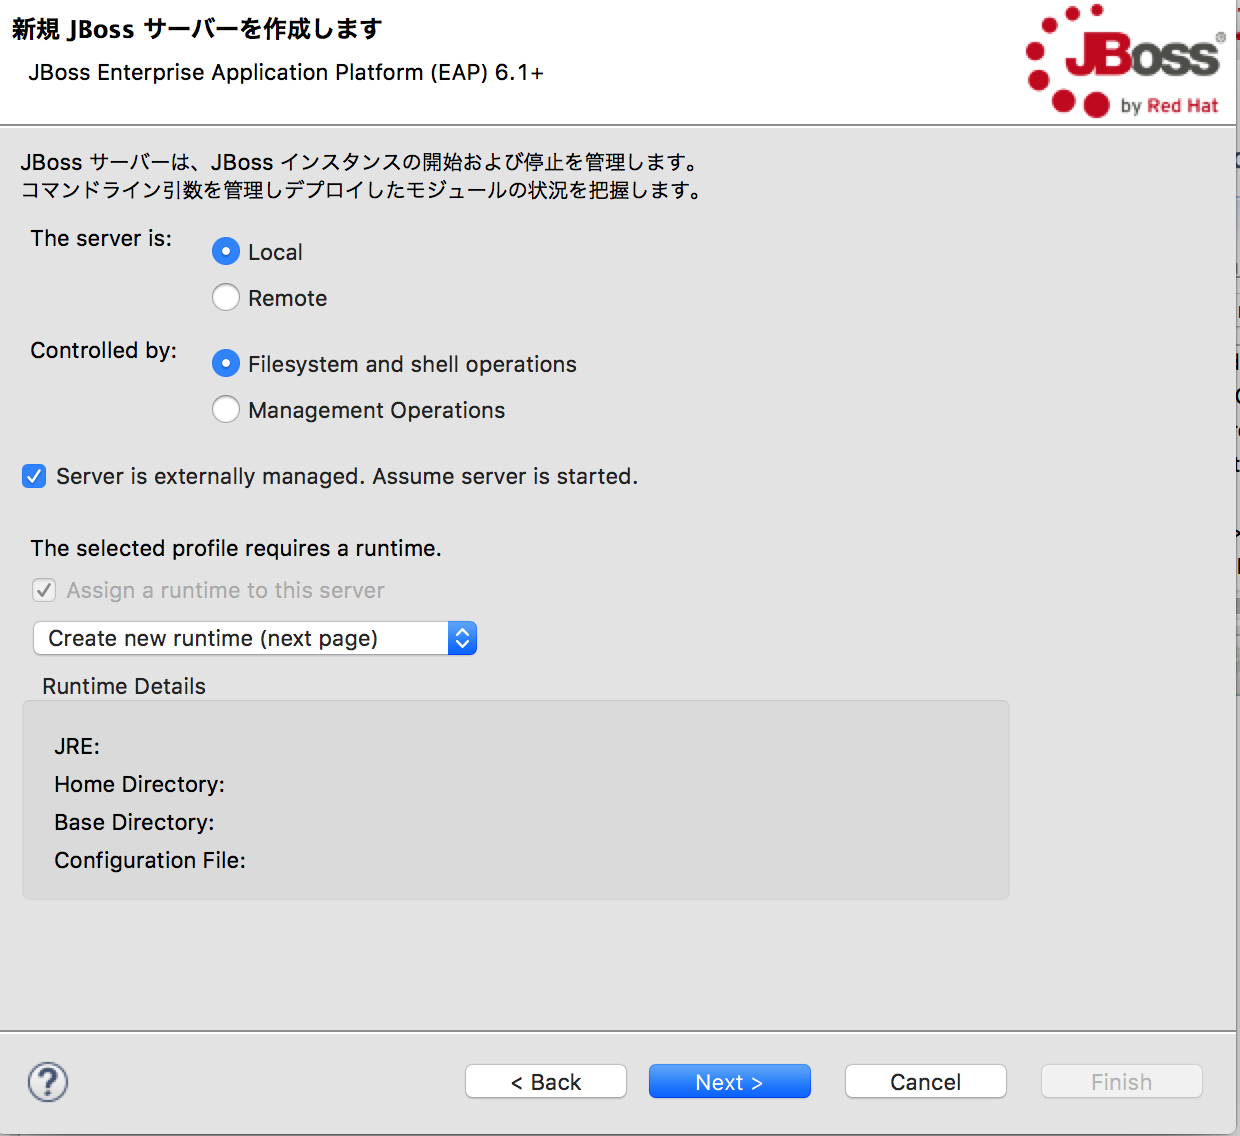 新規 JBoss サーバーを作成します
JBoss Enterprise Application Platform (EAP) 6.1+
JBoss®
by Red Hat
JBoss サーバーは、JBoss インスタンスの開始および停止を管理します。
コマンドライン引数を管理しデプロイしたモジュールの状況を把握します。
The server is:
Local
Remote
Controlled by:
Filesystem and shell operations
Management Operations
Server is externally managed. Assume server is started.
The selected profile requires a runtime.
Assign a runtime to this server
Create new runtime (next page)
Runtime Details
JRE:
Home Directory:
Base Directory:
Configuration File:
?
< Back
Next >
Cancel
Finish